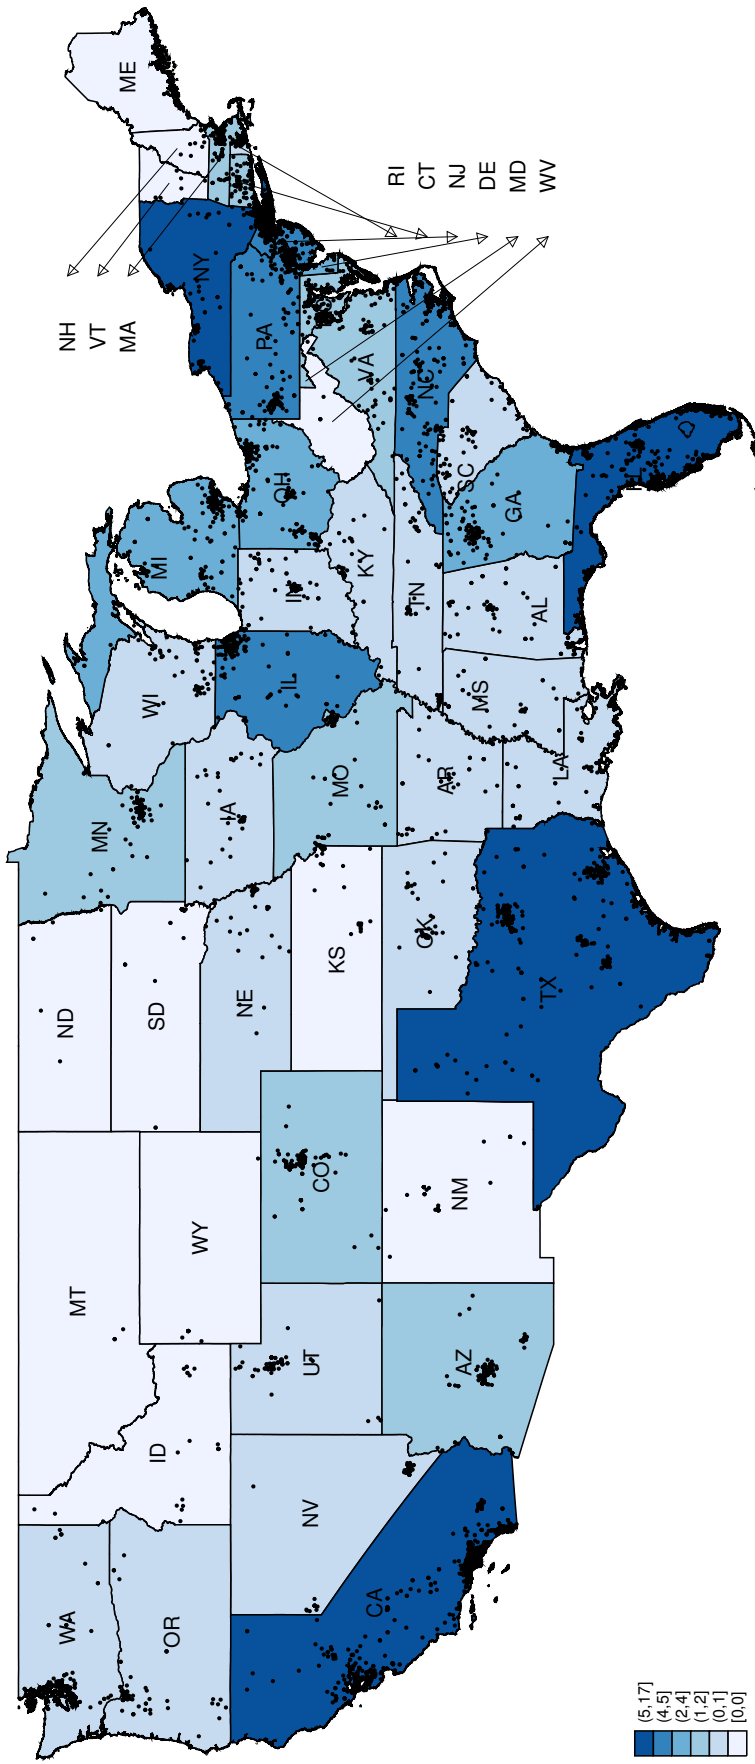 WA
OR
CA
NV
ID
MT
WY
UT
AZ
CO
NM
ND
SD
NE
KS
OK
TX
MN
IA
MO
AR
LA
WI
IL
MS
MI
IN
KY
TN
AL
OH
GA
FL
SC
NC
VA
PA
NY
ME
NH
VT
MA
RI
CT
NJ
DE
MD
WV
(5,17]
(4,5]
(2,4]
(1,2]
(0,1]
[0,0]